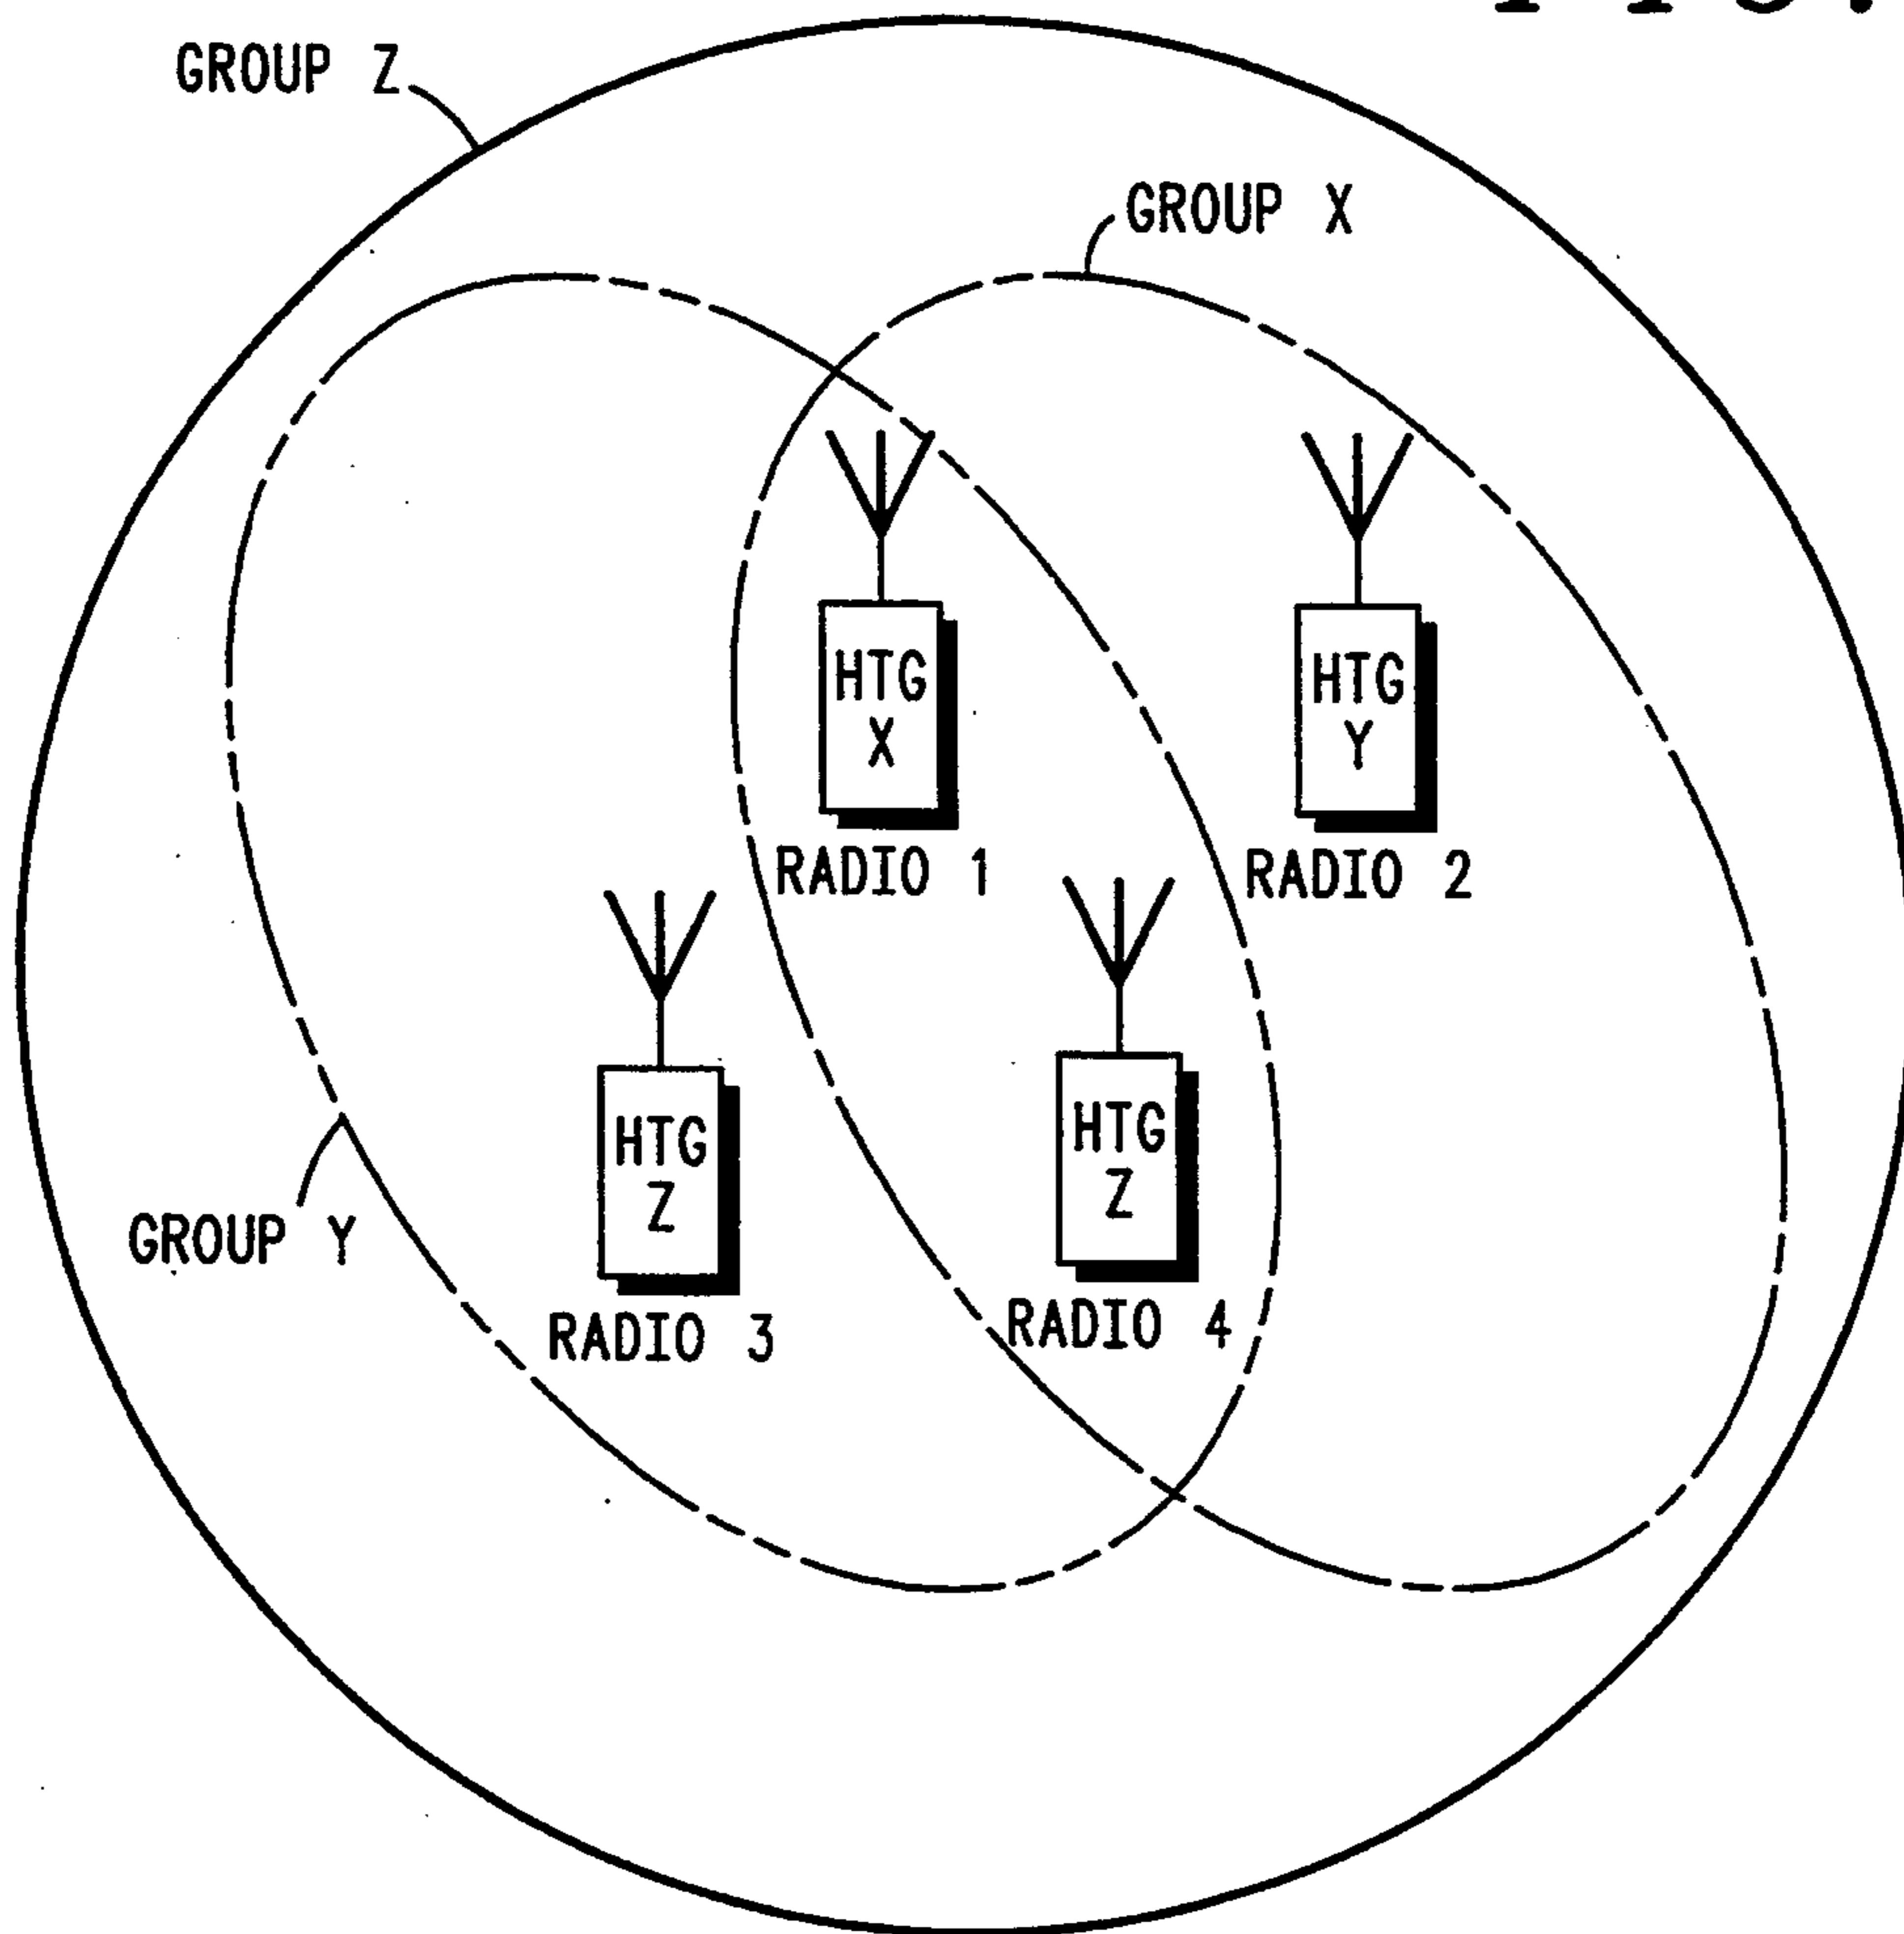 GROUP Z
GROUP X
HTG
X
RADIO 1
HTG
Y
RADIO 2
HTG
Z
RADIO 3
HTG
Z
RADIO 4
GROUP Y